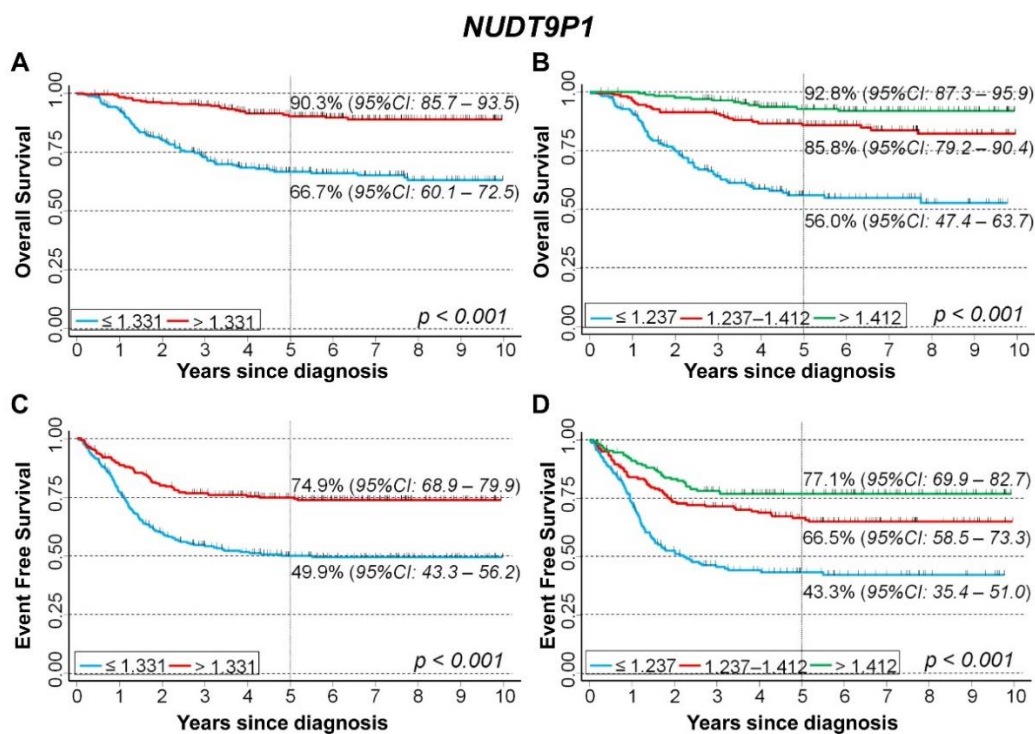 NUDT9P1
A
Overall Survival
1.00
0.75
0.50
0.25
0.00
90.3% (95%CI: 85.7 – 93.5)
66.7% (95%CI: 60.1 – 72.5)
≤ 1.331 > 1.331
p < 0.001
0 1 2 3 4 5 6 7 8 9 10
Years since diagnosis
B
Overall Survival
1.00
0.75
0.50
0.25
0.00
92.8% (95%CI: 87.3 – 95.9)
85.8% (95%CI: 79.2 – 90.4)
56.0% (95%CI: 47.4 – 63.7)
≤ 1.237 1.237–1.412 > 1.412
p < 0.001
0 1 2 3 4 5 6 7 8 9 10
Years since diagnosis
C
Event Free Survival
1.00
0.75
0.50
0.25
0.00
74.9% (95%CI: 68.9 – 79.9)
49.9% (95%CI: 43.3 – 56.2)
≤ 1.331 > 1.331
p < 0.001
0 1 2 3 4 5 6 7 8 9 10
Years since diagnosis
D
Event Free Survival
1.00
0.75
0.50
0.25
0.00
77.1% (95%CI: 69.9 – 82.7)
66.5% (95%CI: 58.5 – 73.3)
43.3% (95%CI: 35.4 – 51.0)
≤ 1.237 1.237–1.412 > 1.412
p < 0.001
0 1 2 3 4 5 6 7 8 9 10
Years since diagnosis